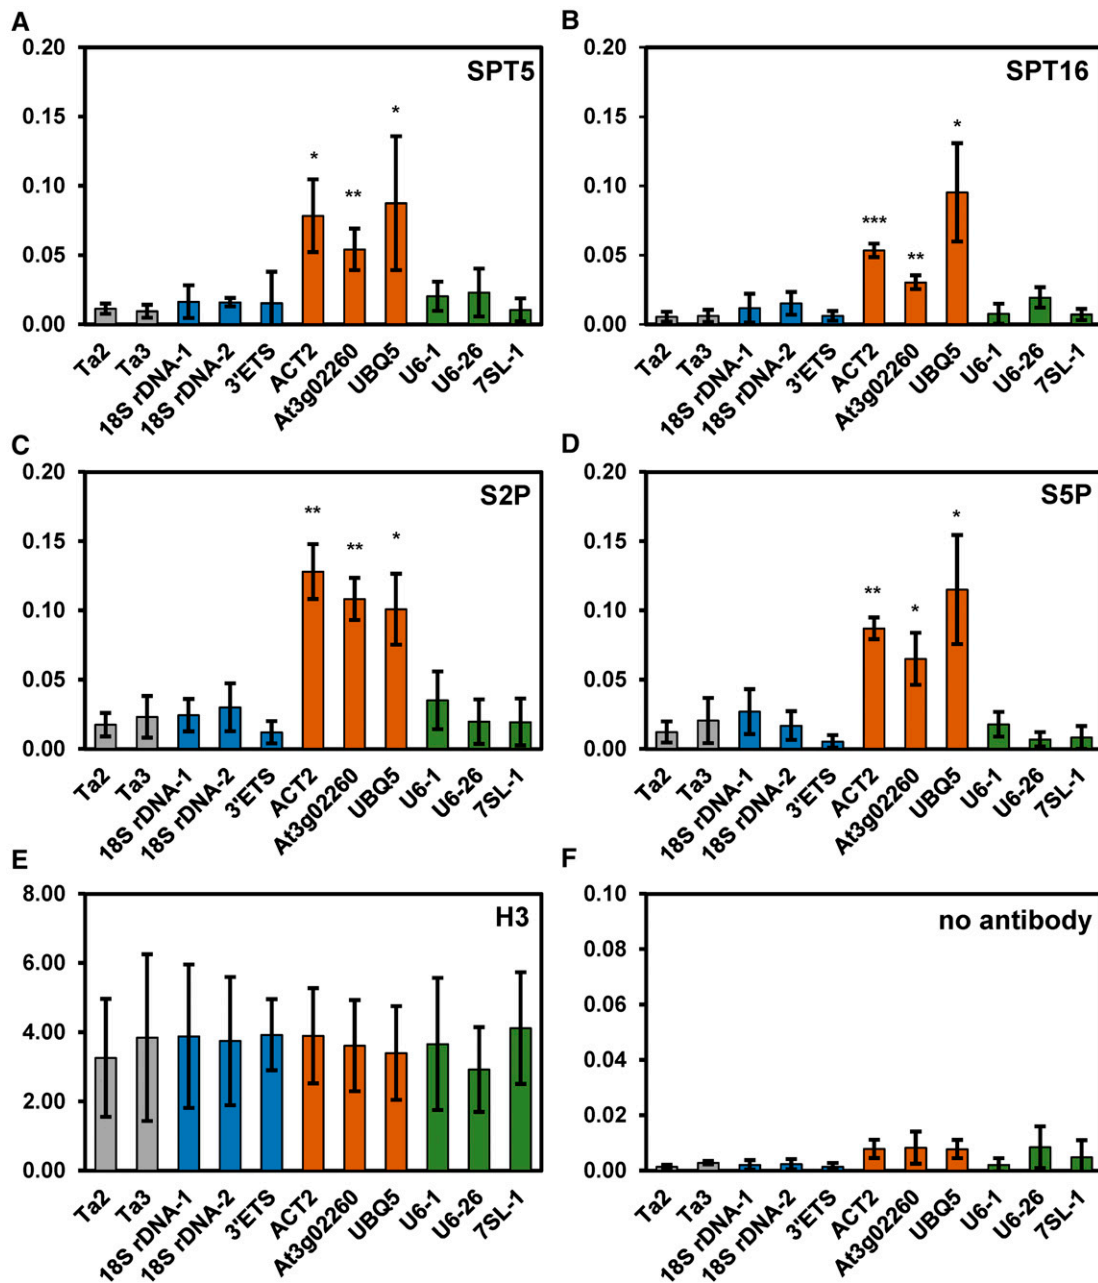 A
SPT5
0.20
0.15
0.10
0.05
0.00
*
**
*
Ta2
Ta3
18S rDNA-1
18S rDNA-2
3'ETS
ACT2
At3g02260
UBQ5
U6-1
U6-26
7SL-1
B
SPT16
0.20
0.15
0.10
0.05
0.00
***
**
*
Ta2
Ta3
18S rDNA-1
18S rDNA-2
3'ETS
ACT2
At3g02260
UBQ5
U6-1
U6-26
7SL-1
C
S2P
0.20
0.15
0.10
0.05
0.00
**
**
*
Ta2
Ta3
18S rDNA-1
18S rDNA-2
3'ETS
ACT2
At3g02260
UBQ5
U6-1
U6-26
7SL-1
D
S5P
0.20
0.15
0.10
0.05
0.00
**
*
*
Ta2
Ta3
18S rDNA-1
18S rDNA-2
3'ETS
ACT2
At3g02260
UBQ5
U6-1
U6-26
7SL-1
E
H3
8.00
6.00
4.00
2.00
0.00
Ta2
Ta3
18S rDNA-1
18S rDNA-2
3'ETS
ACT2
At3g02260
UBQ5
U6-1
U6-26
7SL-1
F
no antibody
0.10
0.08
0.06
0.04
0.02
0.00
Ta2
Ta3
18S rDNA-1
18S rDNA-2
3'ETS
ACT2
At3g02260
UBQ5
U6-1
U6-26
7SL-1